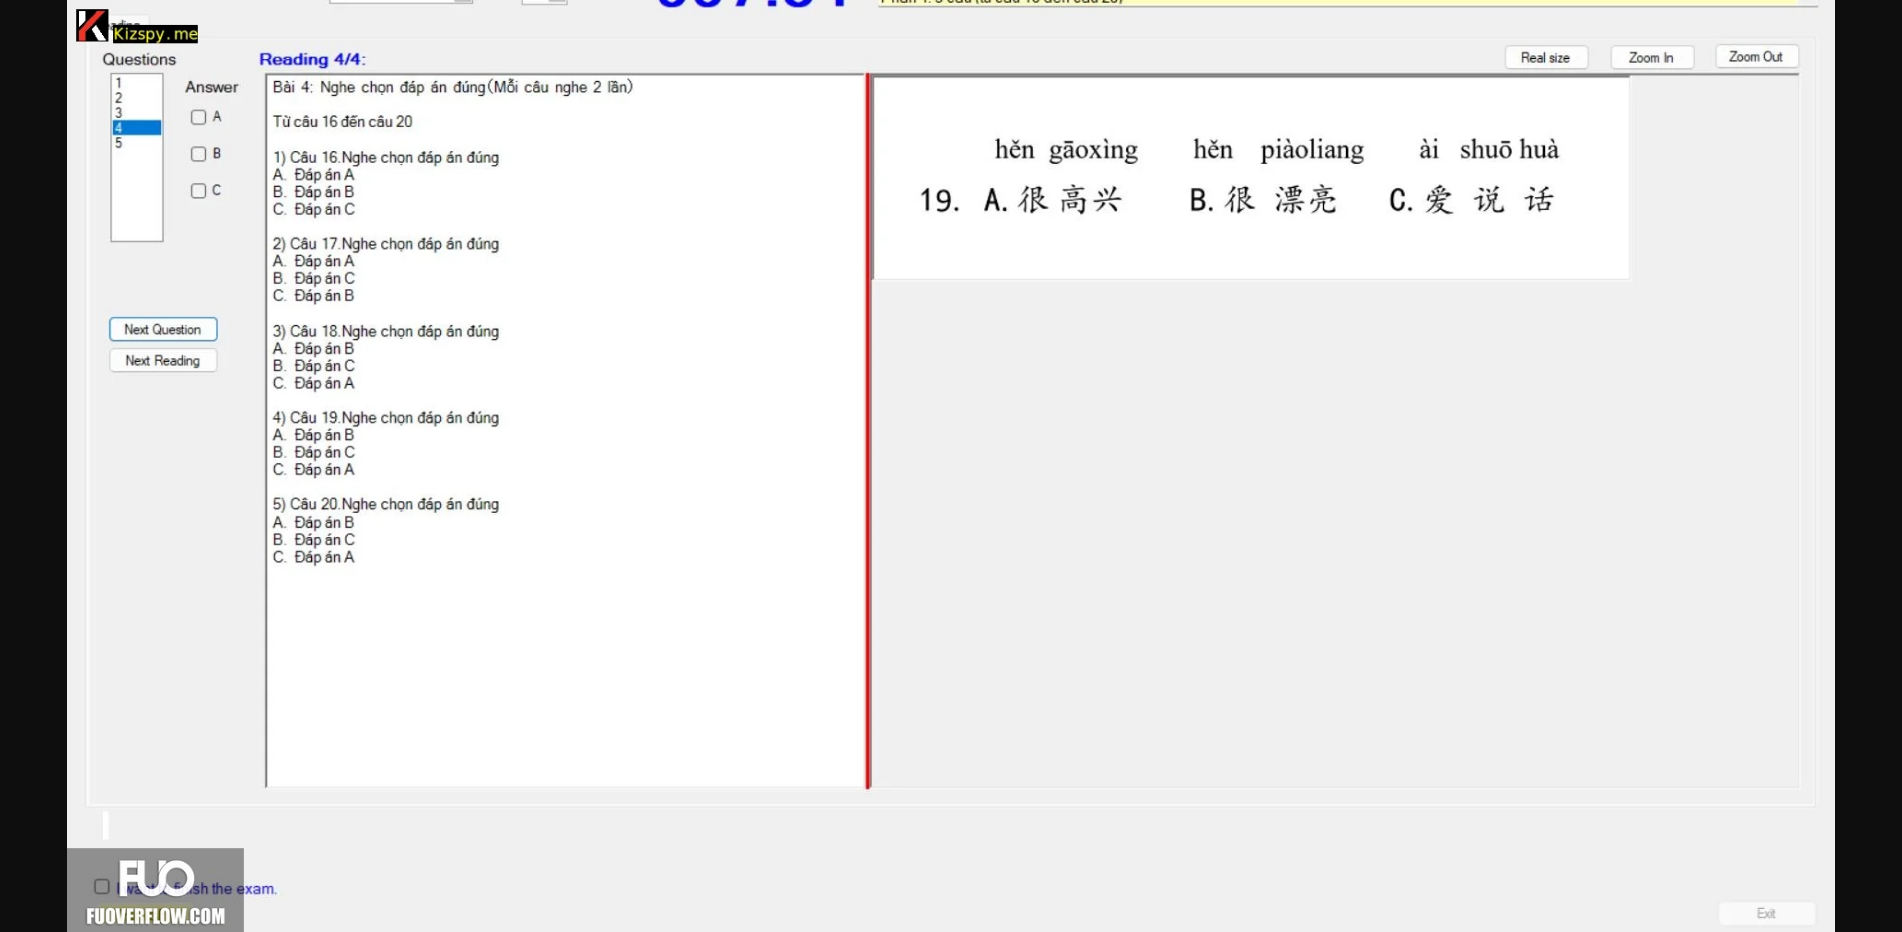 Kizspy.me
Questions
Reading 4/4:
Real size
Zoom In
Zoom Out
1
2
3
4
5
Answer
A
B
C
Next Question
Next Reading
Bài 4: Nghe chọn đáp án đúng(Mỗi câu nghe 2 lần)
Từ câu 16 đến câu 20
1) Câu 16.Nghe chọn đáp án đúng
A. Đáp án A
B. Đáp án B
C. Đáp án C
2) Câu 17.Nghe chọn đáp án đúng
A. Đáp án A
B. Đáp án C
C. Đáp án B
3) Câu 18.Nghe chọn đáp án đúng
A. Đáp án B
B. Đáp án C
C. Đáp án A
4) Câu 19.Nghe chọn đáp án đúng
A. Đáp án B
B. Đáp án C
C. Đáp án A
5) Câu 20.Nghe chọn đáp án đúng
A. Đáp án B
B. Đáp án C
C. Đáp án A
hěn gāoxìng hěn piàoliang ài shuō huà
19. A.很高兴 B.很 漂亮 C.爱 说 话
FUO
the exam.
FUOVERFLOW.COM
Exit